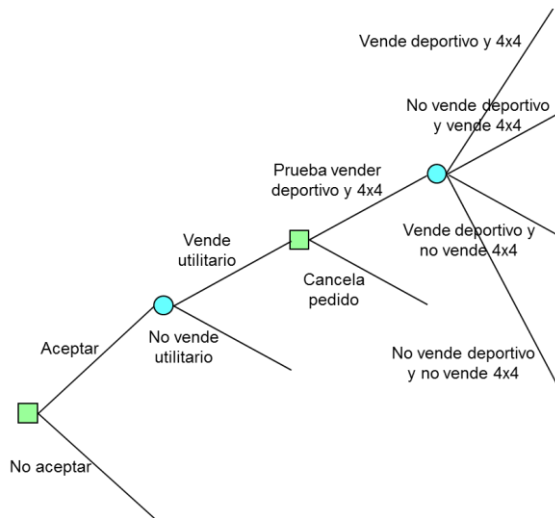 Vende deportivo y 4x4
No vende deportivo
y vende 4x4
Prueba vender
deportivo y 4x4
Vende deportivo y
no vende 4x4
Vende
utilitario
Cancela
pedido
No vende
utilitario
Aceptar
No vende deportivo
y no vende 4x4
No aceptar